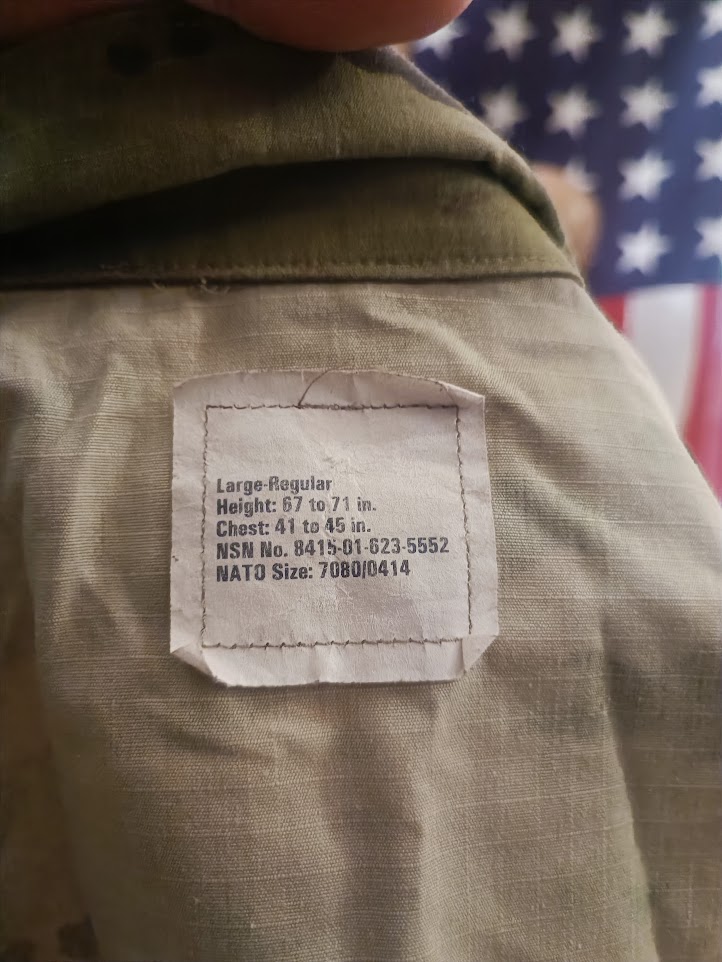 Large-Regular
Height: 67 to 71 in.
Chest: 41 to 45 in.
NSN No. 8415-01-623-5552
NATO Size: 7080/0414